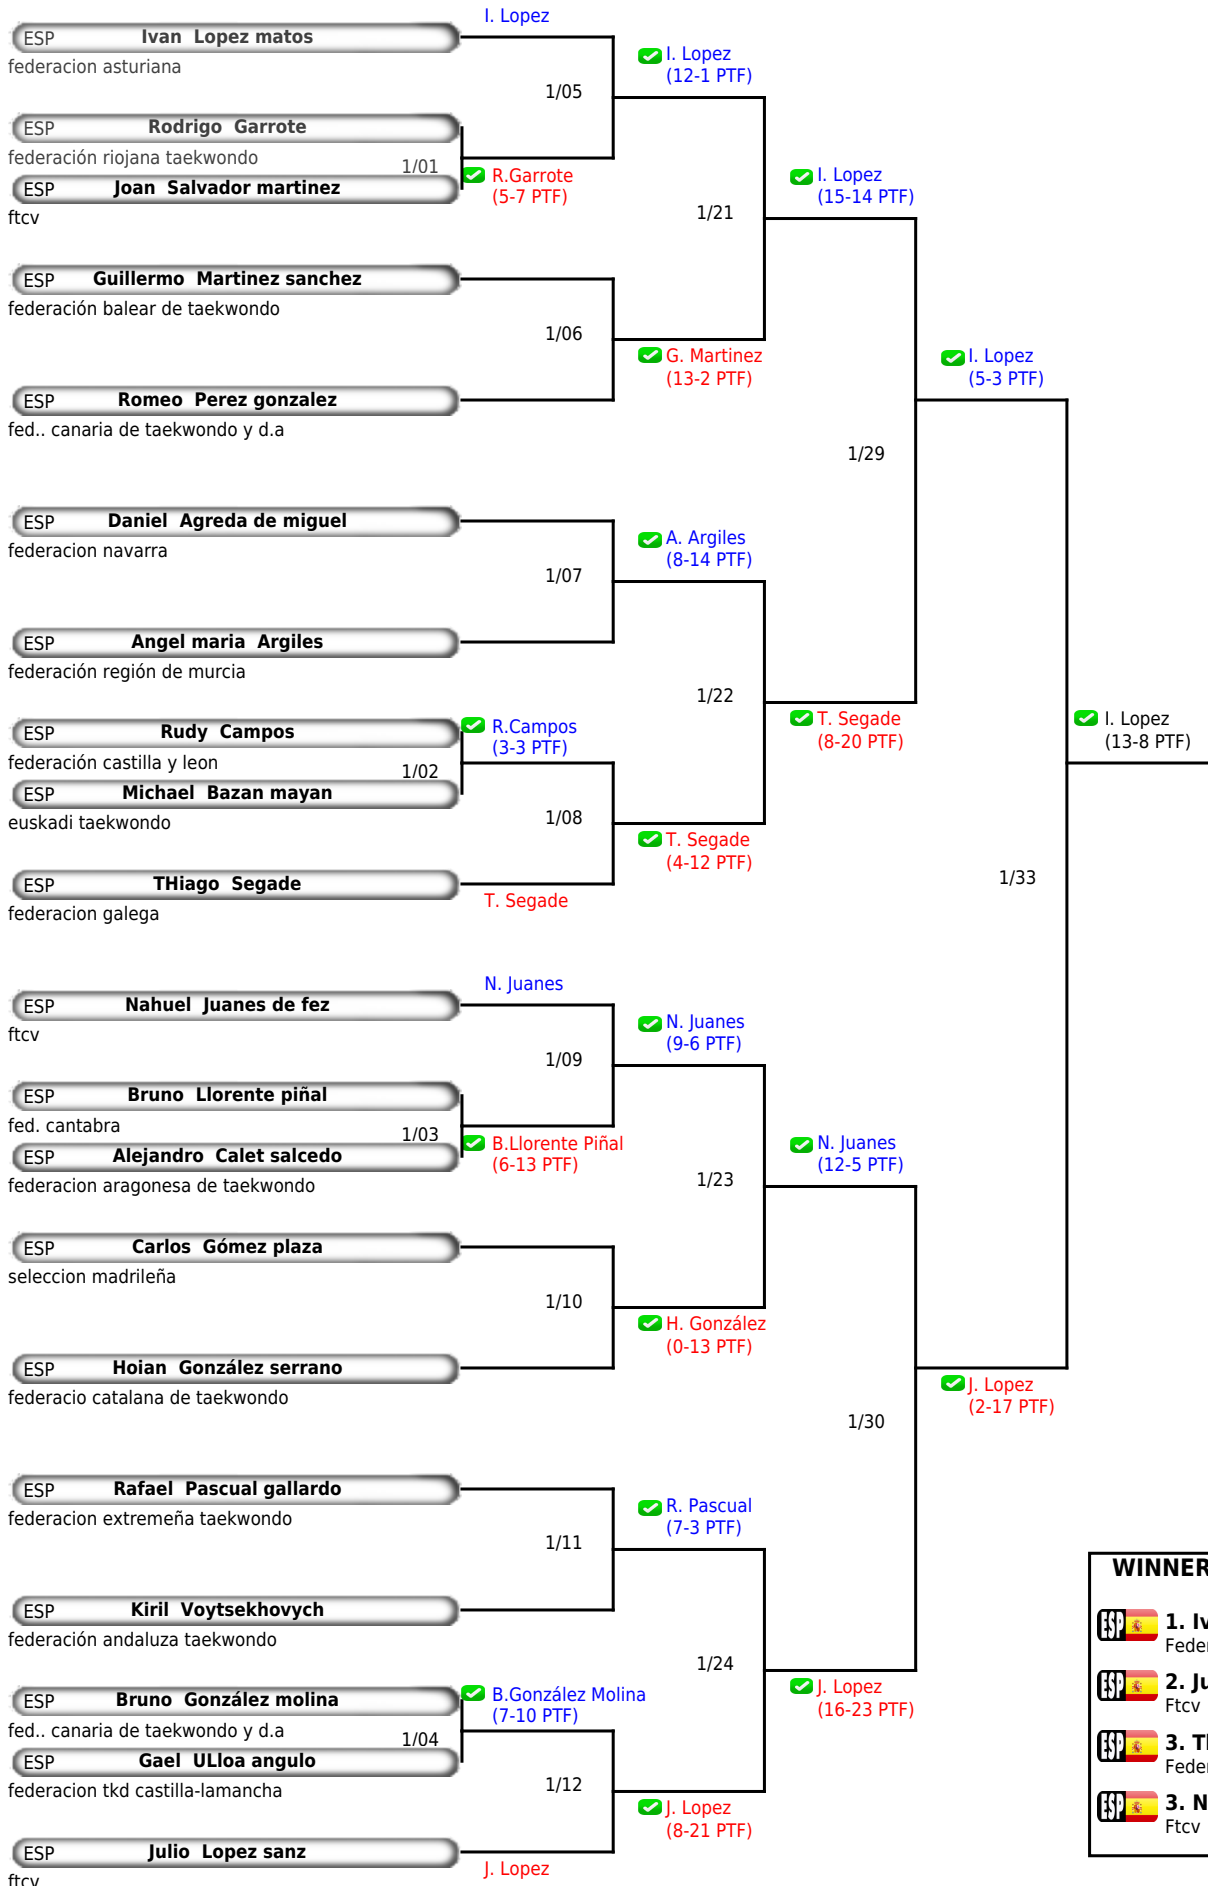 I. Lopez
ESP Ivan Lopez matos
federacion asturiana
I. Lopez
(12-1 PTF)
1/05
ESP Rodrigo Garrote
federación riojana taekwondo
1/01
R.Garrote
(5-7 PTF)
ESP Joan Salvador martinez
ftcv
I. Lopez
(15-14 PTF)
1/21
ESP Guillermo Martinez sanchez
federación balear de taekwondo
1/06
G. Martinez
(13-2 PTF)
I. Lopez
(5-3 PTF)
ESP Romeo Perez gonzalez
fed.. canaria de taekwondo y d.a
1/29
ESP Daniel Agreda de miguel
federacion navarra
A. Argiles
(8-14 PTF)
1/07
ESP Angel maria Argiles
federación región de murcia
1/22
T. Segade
(8-20 PTF)
I. Lopez
(13-8 PTF)
ESP Rudy Campos
federación castilla y leon
R.Campos
(3-3 PTF)
1/02
ESP Michael Bazan mayan
euskadi taekwondo
1/08
T. Segade
(4-12 PTF)
ESP THiago Segade
federacion galega
T. Segade
1/33
N. Juanes
ESP Nahuel Juanes de fez
ftcv
N. Juanes
(9-6 PTF)
1/09
ESP Bruno Llorente piñal
fed. cantabra
1/03
B.Llorente Piñal
(6-13 PTF)
ESP Alejandro Calet salcedo
federacion aragonesa de taekwondo
N. Juanes
(12-5 PTF)
1/23
ESP Carlos Gómez plaza
seleccion madrileña
1/10
H. González
(0-13 PTF)
ESP Hoian González serrano
federacio catalana de taekwondo
J. Lopez
(2-17 PTF)
1/30
ESP Rafael Pascual gallardo
federacion extremeña taekwondo
R. Pascual
(7-3 PTF)
1/11
ESP Kiril Voytsekhovych
federación andaluza taekwondo
1/24
J. Lopez
(16-23 PTF)
ESP Bruno González molina
fed.. canaria de taekwondo y d.a
B.González Molina
(7-10 PTF)
1/04
ESP Gael ULloa angulo
federacion tkd castilla-lamancha
1/12
J. Lopez
(8-21 PTF)
ESP Julio Lopez sanz
ftcv
J. Lopez
WINNER
ESP 1. Iv
Feder
ESP 2. Ju
Ftcv
ESP 3. Th
Feder
ESP 3. N
Ftcv